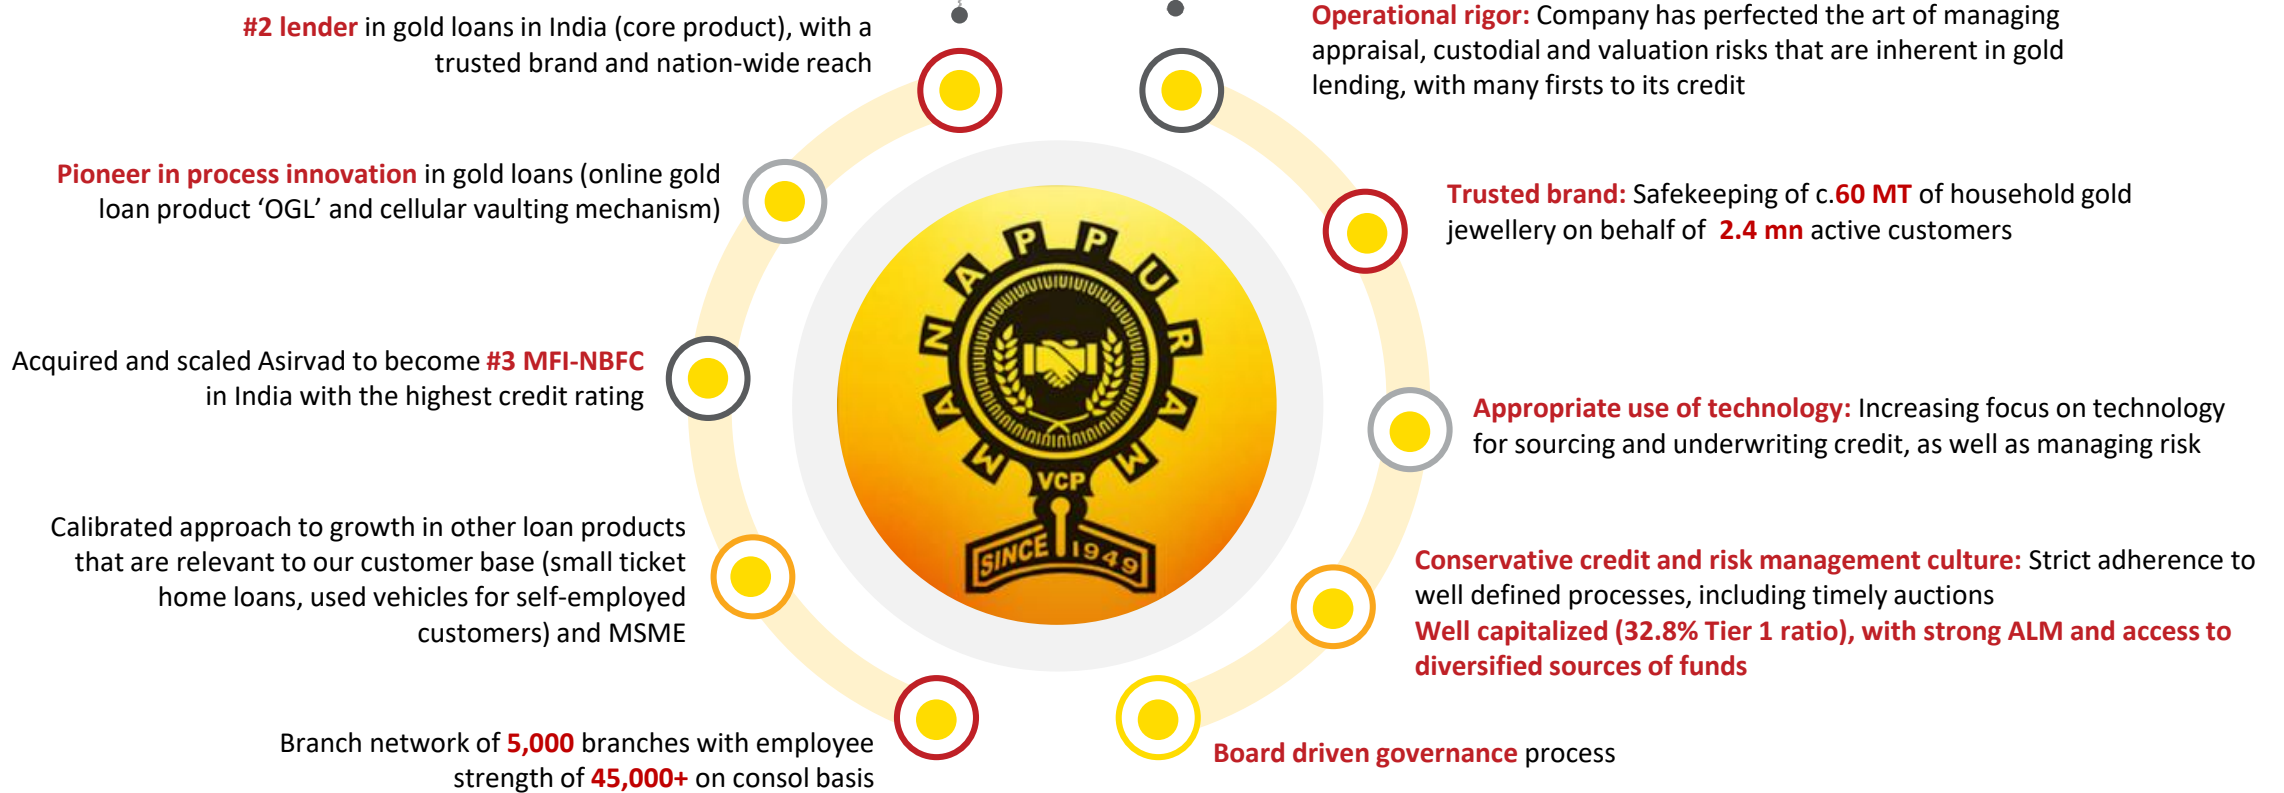 #2 lender in gold loans in India (core product), with a
trusted brand and nation-wide reach
Pioneer in process innovation in gold loans (online gold
loan product ‘OGL’ and cellular vaulting mechanism)
Acquired and scaled Asirvad to become #3 MFI-NBFC
in India with the highest credit rating
Calibrated approach to growth in other loan products
that are relevant to our customer base (small ticket
home loans, used vehicles for self-employed
customers) and MSME
Branch network of 5,000 branches with employee
strength of 45,000+ on consol basis
MANAPPURAM
VCP
SINCE 1949
Operational rigor: Company has perfected the art of managing
appraisal, custodial and valuation risks that are inherent in gold
lending, with many firsts to its credit
Trusted brand: Safekeeping of c.60 MT of household gold
jewellery on behalf of 2.4 mn active customers
Appropriate use of technology: Increasing focus on technology
for sourcing and underwriting credit, as well as managing risk
Conservative credit and risk management culture: Strict adherence to
well defined processes, including timely auctions
Well capitalized (32.8% Tier 1 ratio), with strong ALM and access to
diversified sources of funds
Board driven governance process